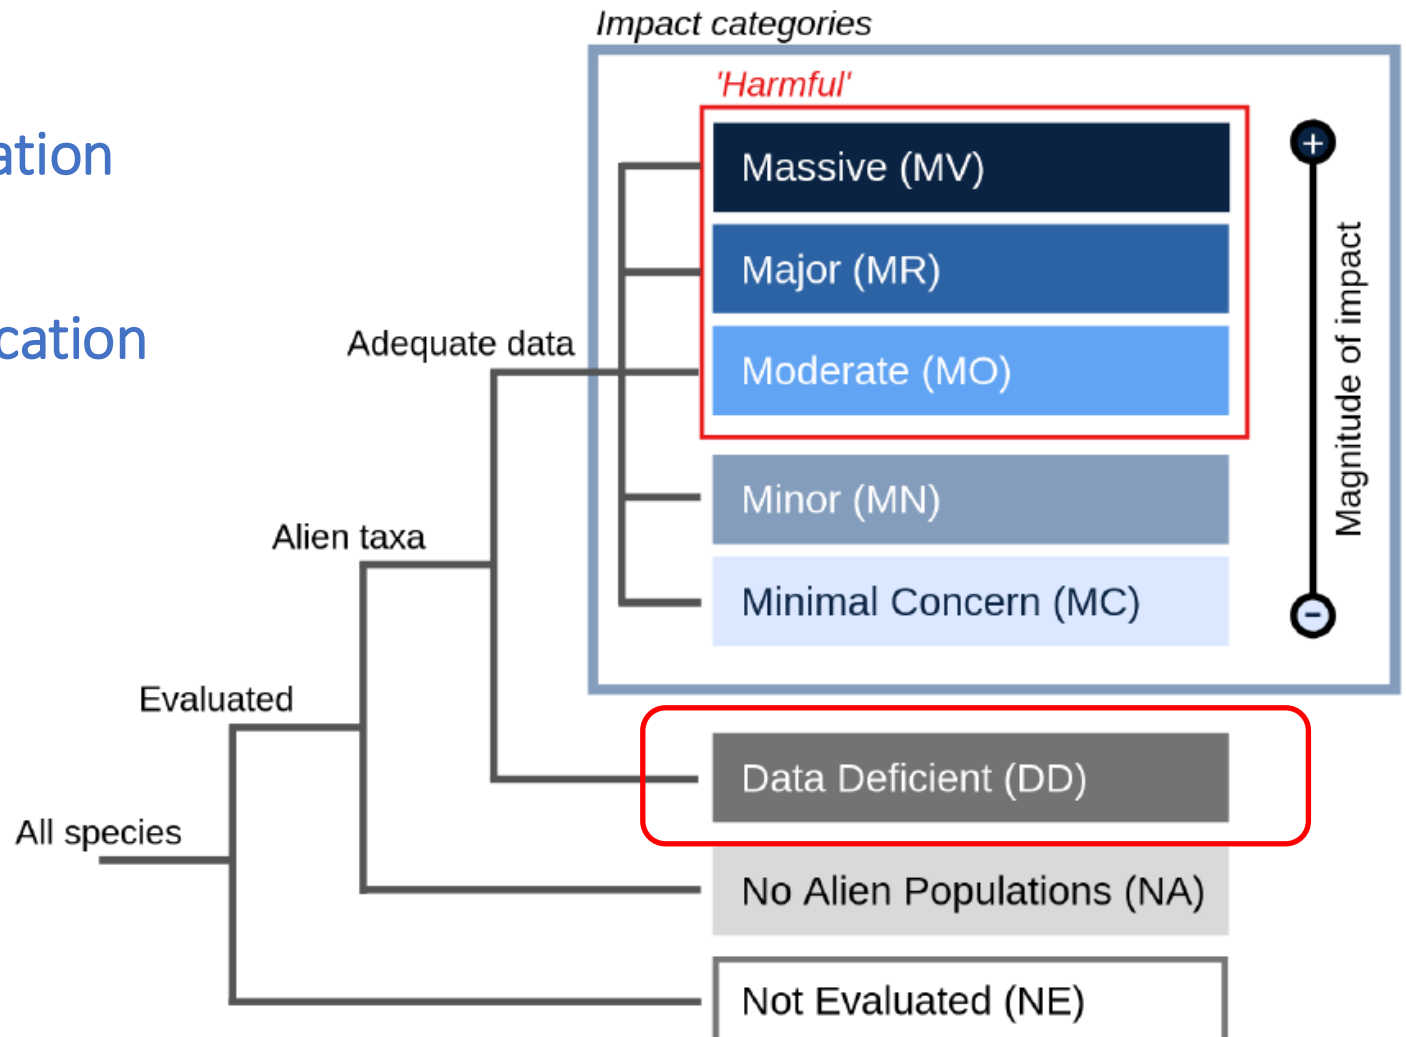 Impact categories
'Harmful'
ation
cation
Massive (MV)
Major (MR)
Moderate (MO)
Minor (MN)
Minimal Concern (MC)
+
Magnitude of impact
−
Adequate data
Alien taxa
Evaluated
All species
Data Deficient (DD)
No Alien Populations (NA)
Not Evaluated (NE)